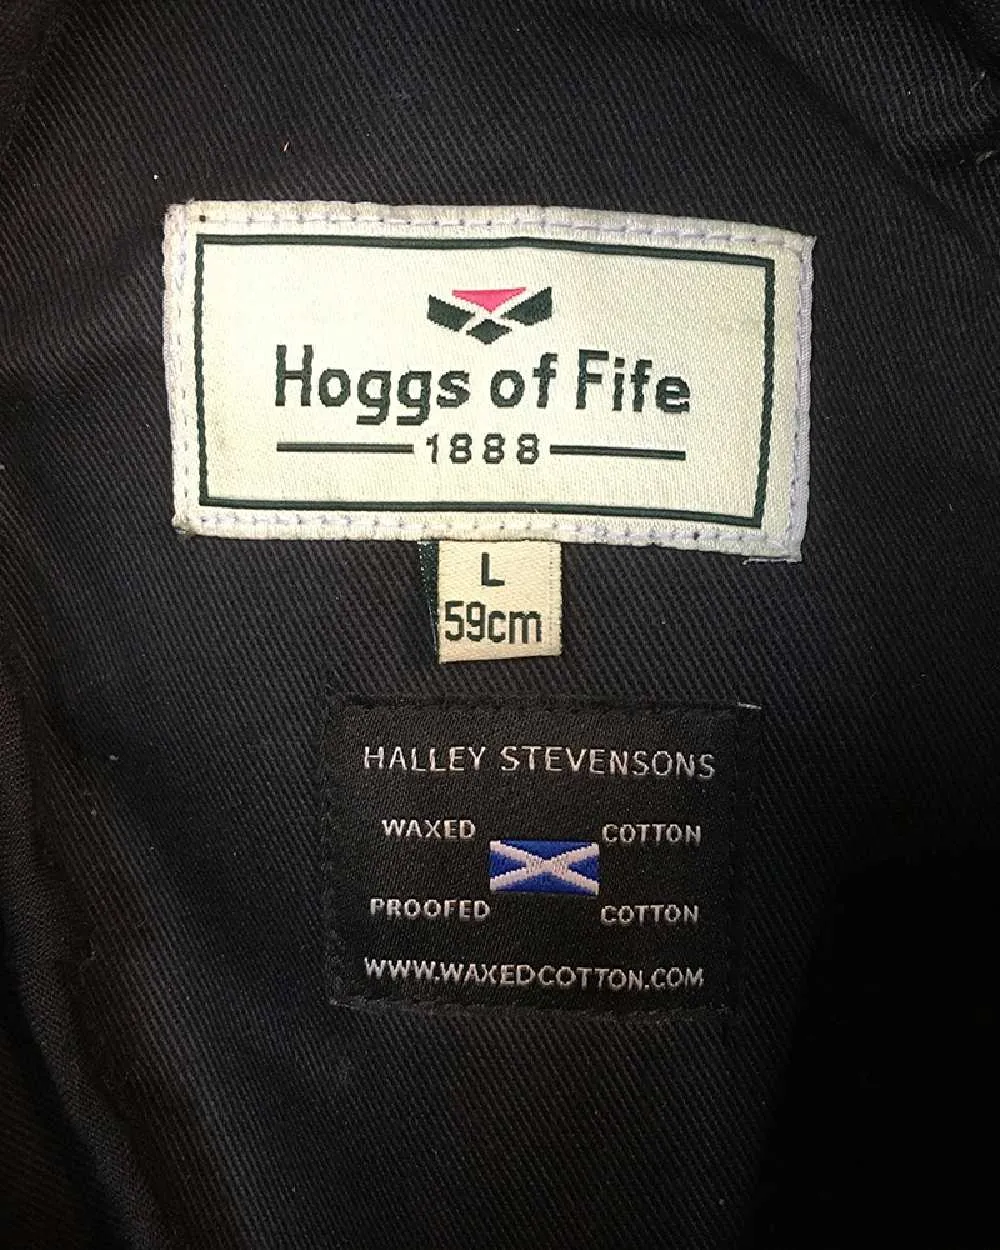 Hoggs of Fife
1888
L
59cm
HALLEY STEVENSONS
WAXED COTTON
PROOFED COTTON
WWW.WAXEDCOTTON.COM